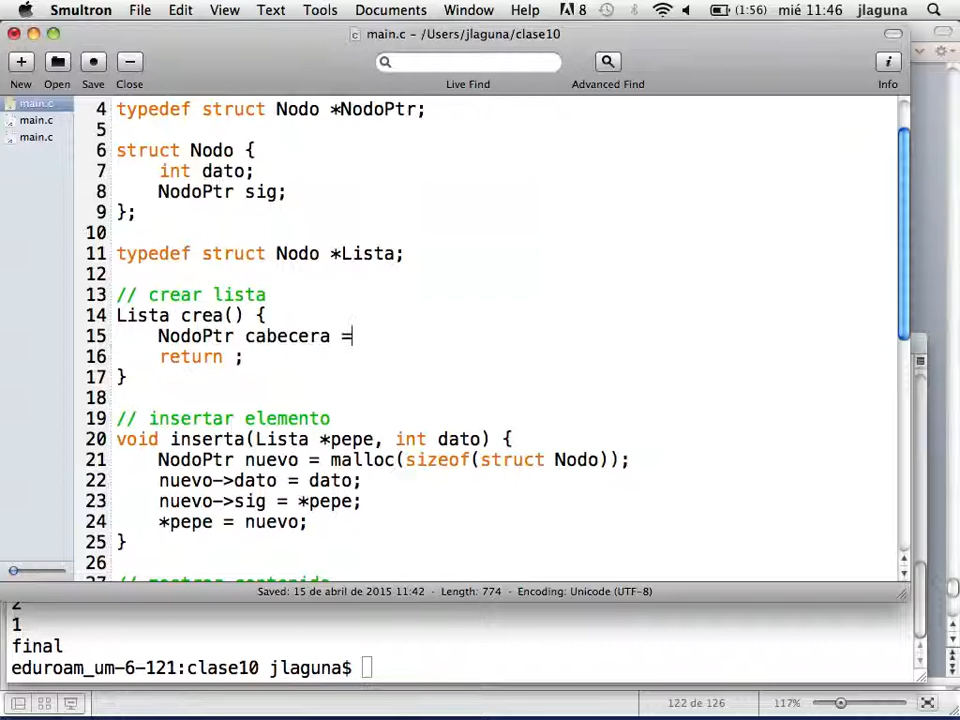 Smultron File Edit View Text Tools Documents Window Help 8 (1:56) mié 11:46 jlaguna
main.c – /Users/jlaguna/clase10
New Open Save Close Live Find Advanced Find Info
main.c
main.c
main.c
4 typedef struct Nodo *NodoPtr;
5
6 struct Nodo {
7 int dato;
8 NodoPtr sig;
9 };
10
11 typedef struct Nodo *Lista;
12
13 // crear lista
14 Lista crea() {
15 NodoPtr cabecera =
16 return ;
17 }
18
19 // insertar elemento
20 void inserta(Lista *pepe, int dato) {
21 NodoPtr nuevo = malloc(sizeof(struct Nodo));
22 nuevo->dato = dato;
23 nuevo->sig = *pepe;
24 *pepe = nuevo;
25 }
26
27 // mostrar contenido
Saved: 15 de abril de 2015 11:42 • Length: 774 • Encoding: Unicode (UTF-8)
2
1
final
eduroam_um-6-121:clase10 jlaguna$
122 de 126 117%